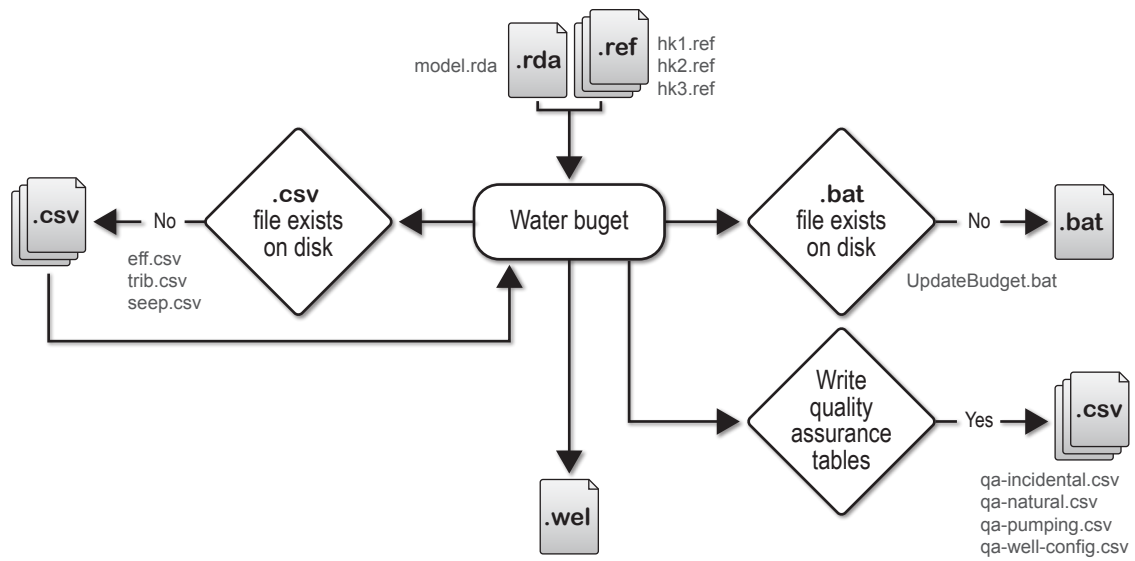 model.rda
.rda
.ref
hk1.ref
hk2.ref
hk3.ref
.csv
No
eff.csv
trib.csv
seep.csv
.csv
file exists
on disk
Water buget
.bat
file exists
on disk
No
UpdateBudget.bat
.bat
Write
quality
assurance
tables
Yes
.csv
qa-incidental.csv
qa-natural.csv
qa-pumping.csv
qa-well-config.csv
.wel